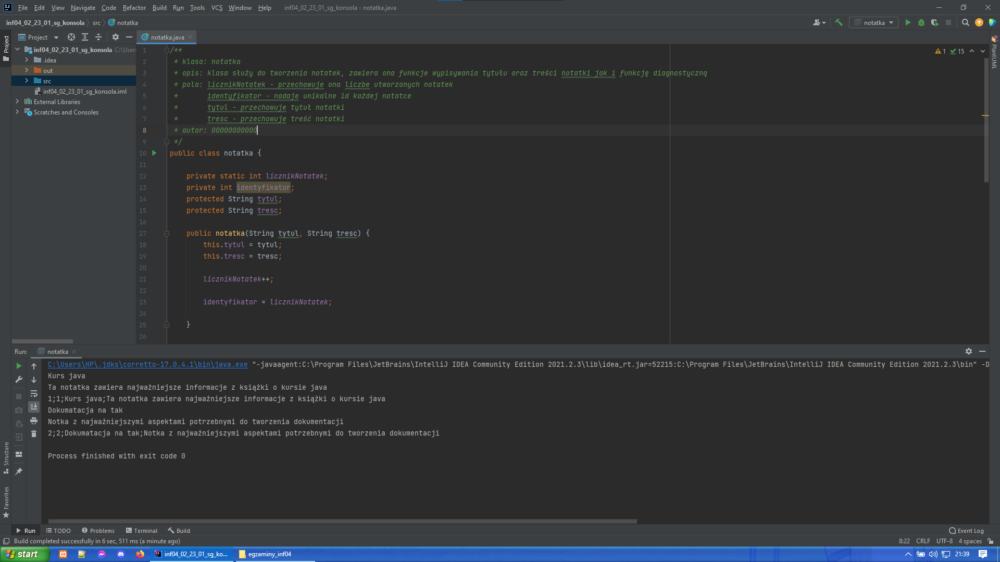 File Edit View Navigate Code Refactor Build Run Tools VCS Window Help inf04_02_23_01_sg_konsola - notatka.java
inf04_02_23_01_sg_konsola src notatka
notatka
Project
Project
notatka.java
inf04_02_23_01_sg_konsola C:\Users
.idea
out
src
inf04_02_23_01_sg_konsola.iml
External Libraries
Scratches and Consoles
1 /**
2 * klasa: notatka
3 * opis: klasa służy do tworzenia notatek, zawiera ona funkcje wypisywania tytułu oraz treści notatki jak i funkcję diagnostyczną
4 * pola: licznikNotatek - przechowuje ona liczbe utworzonych notatek
5 * identyfikator - nadaje unikalne id każdej notatce
6 * tytul - przechowuje tytuł notatki
7 * tresc - przechowuje treść notatki
8 * autor: 00000000000
9 */
10 public class notatka {
11
12 private static int licznikNotatek;
13 private int identyfikator;
14 protected String tytul;
15 protected String tresc;
16
17 public notatka(String tytul, String tresc) {
18 this.tytul = tytul;
19 this.tresc = tresc;
20
21 licznikNotatek++;
22
23 identyfikator = licznikNotatek;
24
25 }
26
1 15
PlantUML
Run: notatka
C:\Users\HP\.jdks\corretto-17.0.4.1\bin\java.exe "-javaagent:C:\Program Files\JetBrains\IntelliJ IDEA Community Edition 2021.2.3\lib\idea_rt.jar=52215:C:\Program Files\JetBrains\IntelliJ IDEA Community Edition 2021.2.3\bin" -D
Kurs java
Ta notatka zawiera najważniejsze informacje z książki o kursie java
1;1;Kurs java;Ta notatka zawiera najważniejsze informacje z książki o kursie java
Dokumatacja na tak
Notka z najważniejszymi aspektami potrzebnymi do tworzenia dokumentacji
2;2;Dokumatacja na tak;Notka z najważniejszymi aspektami potrzebnymi do tworzenia dokumentacji
Process finished with exit code 0
Structure
Favorites
Run TODO Problems Terminal Build Event Log
Build completed successfully in 6 sec, 511 ms (a minute ago) 8:22 CRLF UTF-8 4 spaces
start inf04_02_23_01_sg_ko... egzaminy_inf04 21:39